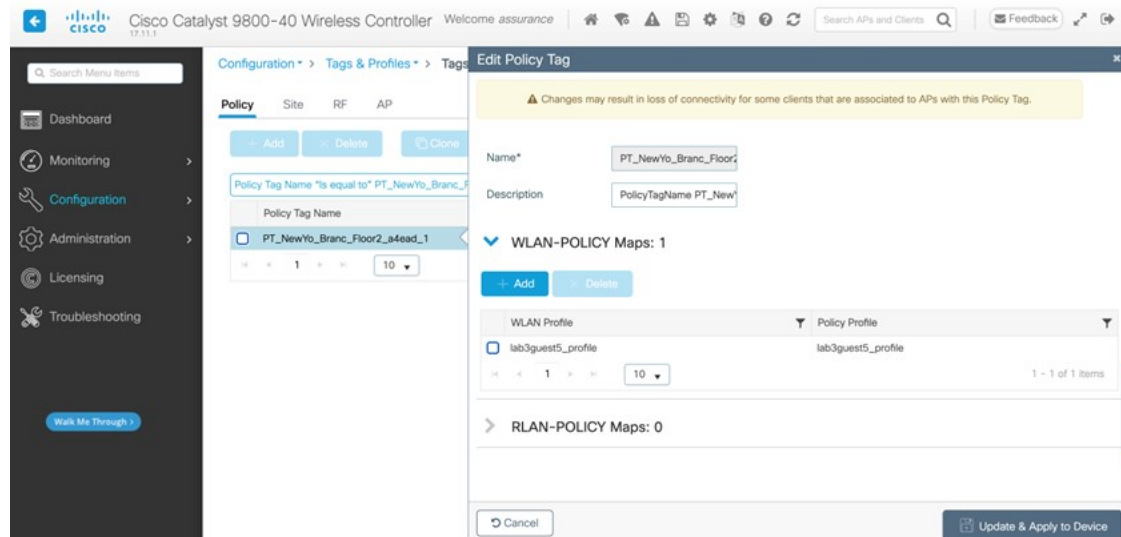 CISCO
Cisco Catalyst 9800-40 Wireless Controller
17.11.1
Welcome assurance
Search APs and Clients
Feedback
Search Menu Items
Dashboard
Monitoring
Configuration
Administration
Licensing
Troubleshooting
Walk Me Through >
Configuration > Tags & Profiles > Tags
Policy Site RF AP
+ Add × Delete Clone
Policy Tag Name "Is equal to" PT_NewYo_Branc_F
Policy Tag Name
PT_NewYo_Branc_Floor2_a4ead_1
1 10
Edit Policy Tag
Changes may result in loss of connectivity for some clients that are associated to APs with this Policy Tag.
Name* PT_NewYo_Branc_Floor2
Description PolicyTagName PT_New
WLAN-POLICY Maps: 1
+ Add × Delete
WLAN Profile Policy Profile
lab3guest5_profile lab3guest5_profile
1 10 1 - 1 of 1 items
RLAN-POLICY Maps: 0
Cancel Update & Apply to Device